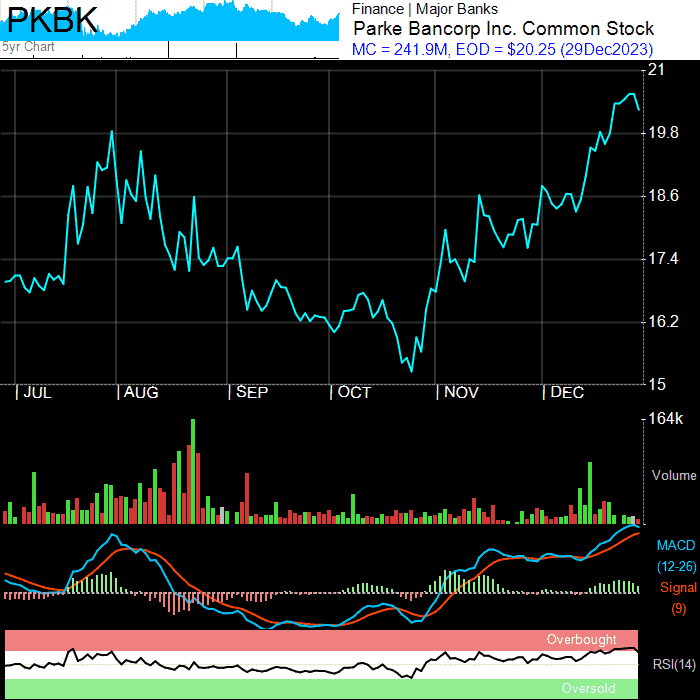 PKBK
5yr Chart
Finance | Major Banks
Parke Bancorp Inc. Common Stock
MC = 241.9M, EOD = $20.25 (29Dec2023)
21
19.8
18.6
17.4
16.2
15
JUL AUG SEP OCT NOV DEC
164k
Volume
MACD
(12-26)
Signal
(9)
Overbought
RSI(14)
Oversold